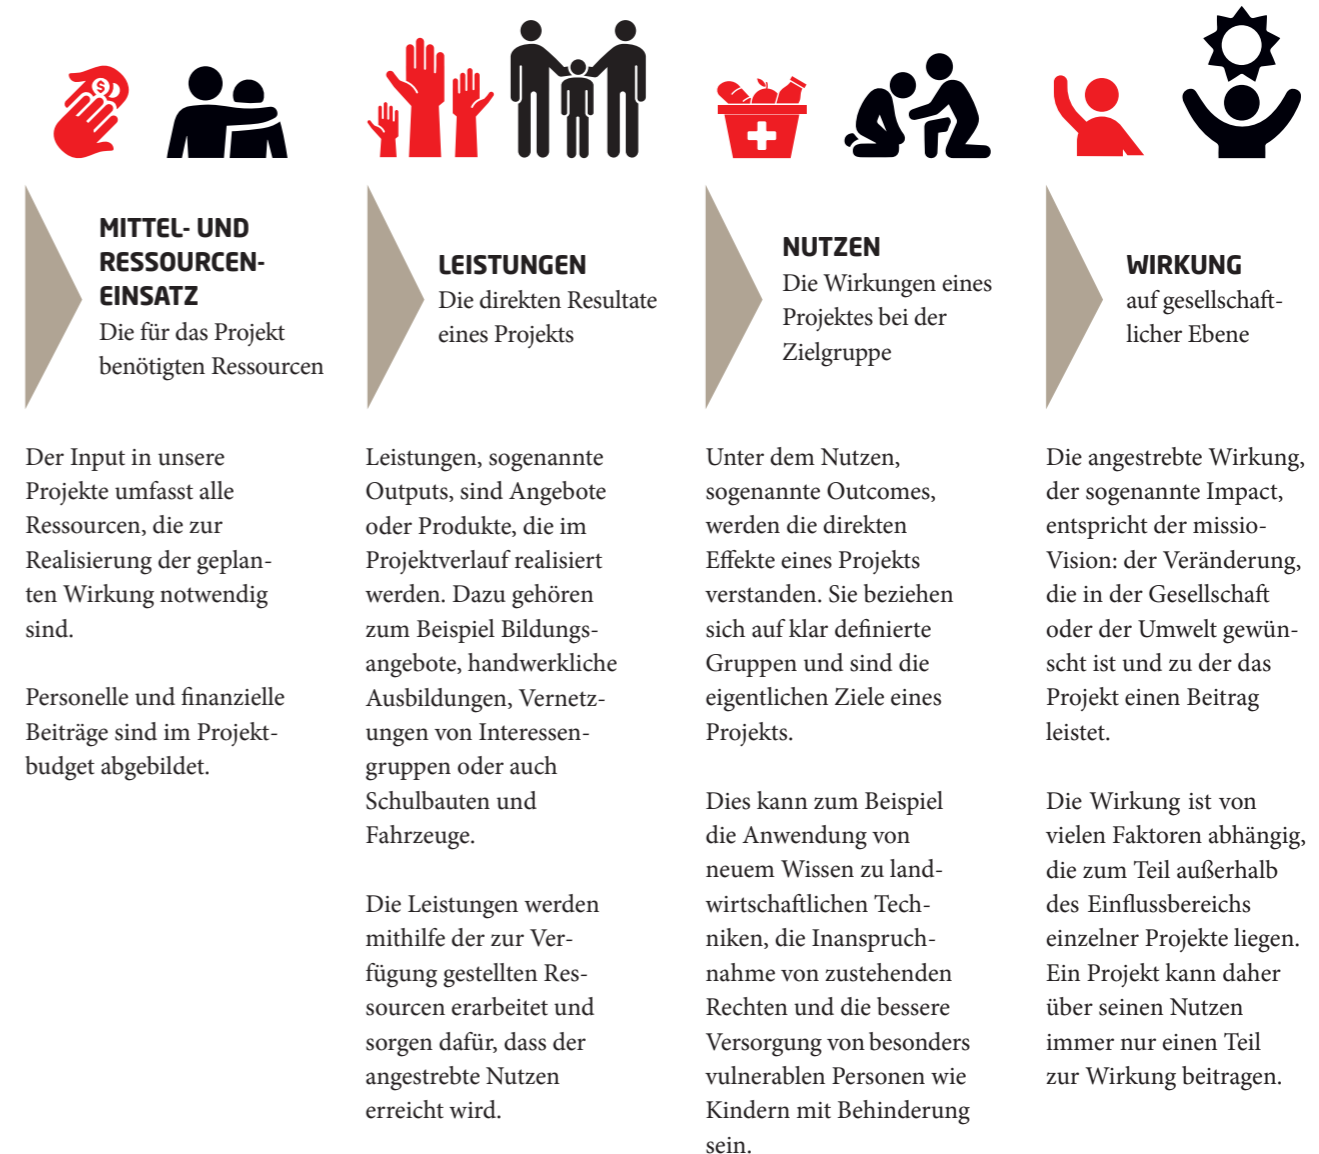 MITTEL- UND
RESSOURCEN-
EINSATZ
Die für das Projekt
benötigten Ressourcen
Der Input in unsere
Projekte umfasst alle
Ressourcen, die zur
Realisierung der geplan-
ten Wirkung notwendig
sind.
Personelle und finanzielle
Beiträge sind im Projekt-
budget abgebildet.
LEISTUNGEN
Die direkten Resultate
eines Projekts
Leistungen, sogenannte
Outputs, sind Angebote
oder Produkte, die im
Projektverlauf realisiert
werden. Dazu gehören
zum Beispiel Bildungs-
angebote, handwerkliche
Ausbildungen, Vernetz-
ungen von Interessen-
gruppen oder auch
Schulbauten und
Fahrzeuge.
Die Leistungen werden
mithilfe der zur Ver-
fügung gestellten Res-
sourcen erarbeitet und
sorgen dafür, dass der
angestrebte Nutzen
erreicht wird.
NUTZEN
Die Wirkungen eines
Projektes bei der
Zielgruppe
Unter dem Nutzen,
sogenannte Outcomes,
werden die direkten
Effekte eines Projekts
verstanden. Sie beziehen
sich auf klar definierte
Gruppen und sind die
eigentlichen Ziele eines
Projekts.
Dies kann zum Beispiel
die Anwendung von
neuem Wissen zu land-
wirtschaftlichen Tech-
niken, die Inanspruch-
nahme von zustehenden
Rechten und die bessere
Versorgung von besonders
vulnerablen Personen wie
Kindern mit Behinderung
sein.
WIRKUNG
auf gesellschaft-
licher Ebene
Die angestrebte Wirkung,
der sogenannte Impact,
entspricht der missio-
Vision: der Veränderung,
die in der Gesellschaft
oder der Umwelt gewün-
scht ist und zu der das
Projekt einen Beitrag
leistet.
Die Wirkung ist von
vielen Faktoren abhängig,
die zum Teil außerhalb
des Einflussbereichs
einzelner Projekte liegen.
Ein Projekt kann daher
über seinen Nutzen
immer nur einen Teil
zur Wirkung beitragen.